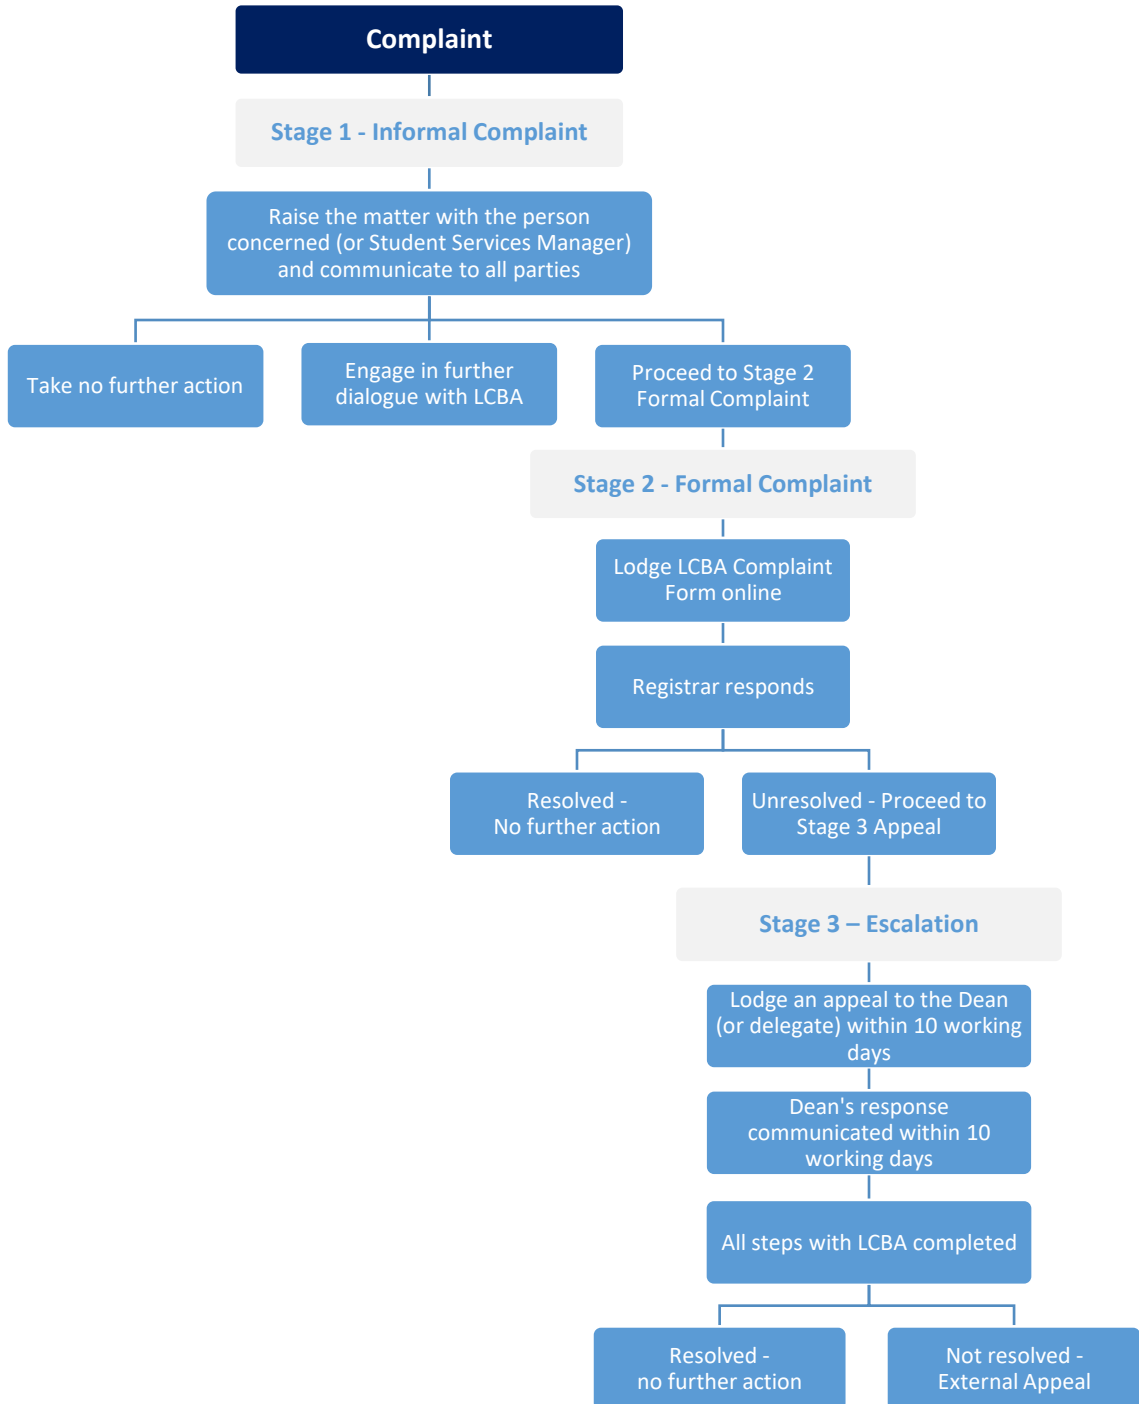 Complaint
Stage 1 - Informal Complaint
Raise the matter with the person
concerned (or Student Services Manager)
and communicate to all parties
Take no further action
Engage in further
dialogue with LCBA
Proceed to Stage 2
Formal Complaint
Stage 2 - Formal Complaint
Lodge LCBA Complaint
Form online
Registrar responds
Resolved -
No further action
Unresolved - Proceed to
Stage 3 Appeal
Stage 3 – Escalation
Lodge an appeal to the Dean
(or delegate) within 10 working
days
Dean's response
communicated within 10
working days
All steps with LCBA completed
Resolved -
no further action
Not resolved -
External Appeal